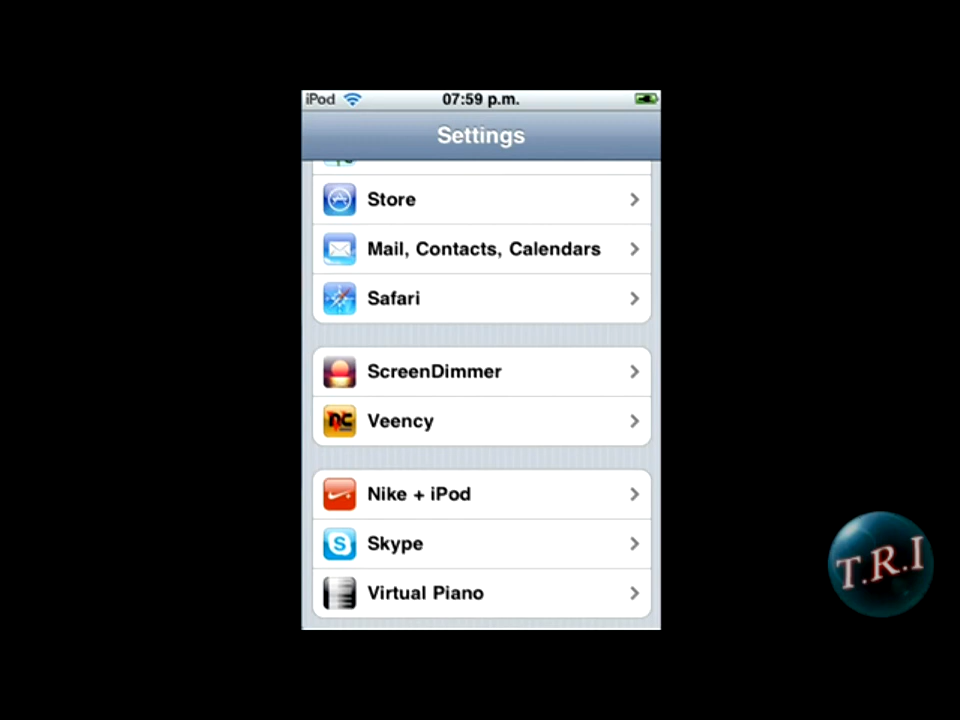 iPod
07:59 p.m.
Settings
Store
Mail, Contacts, Calendars
Safari
ScreenDimmer
Veency
Nike + iPod
Skype
Virtual Piano
T.R.I